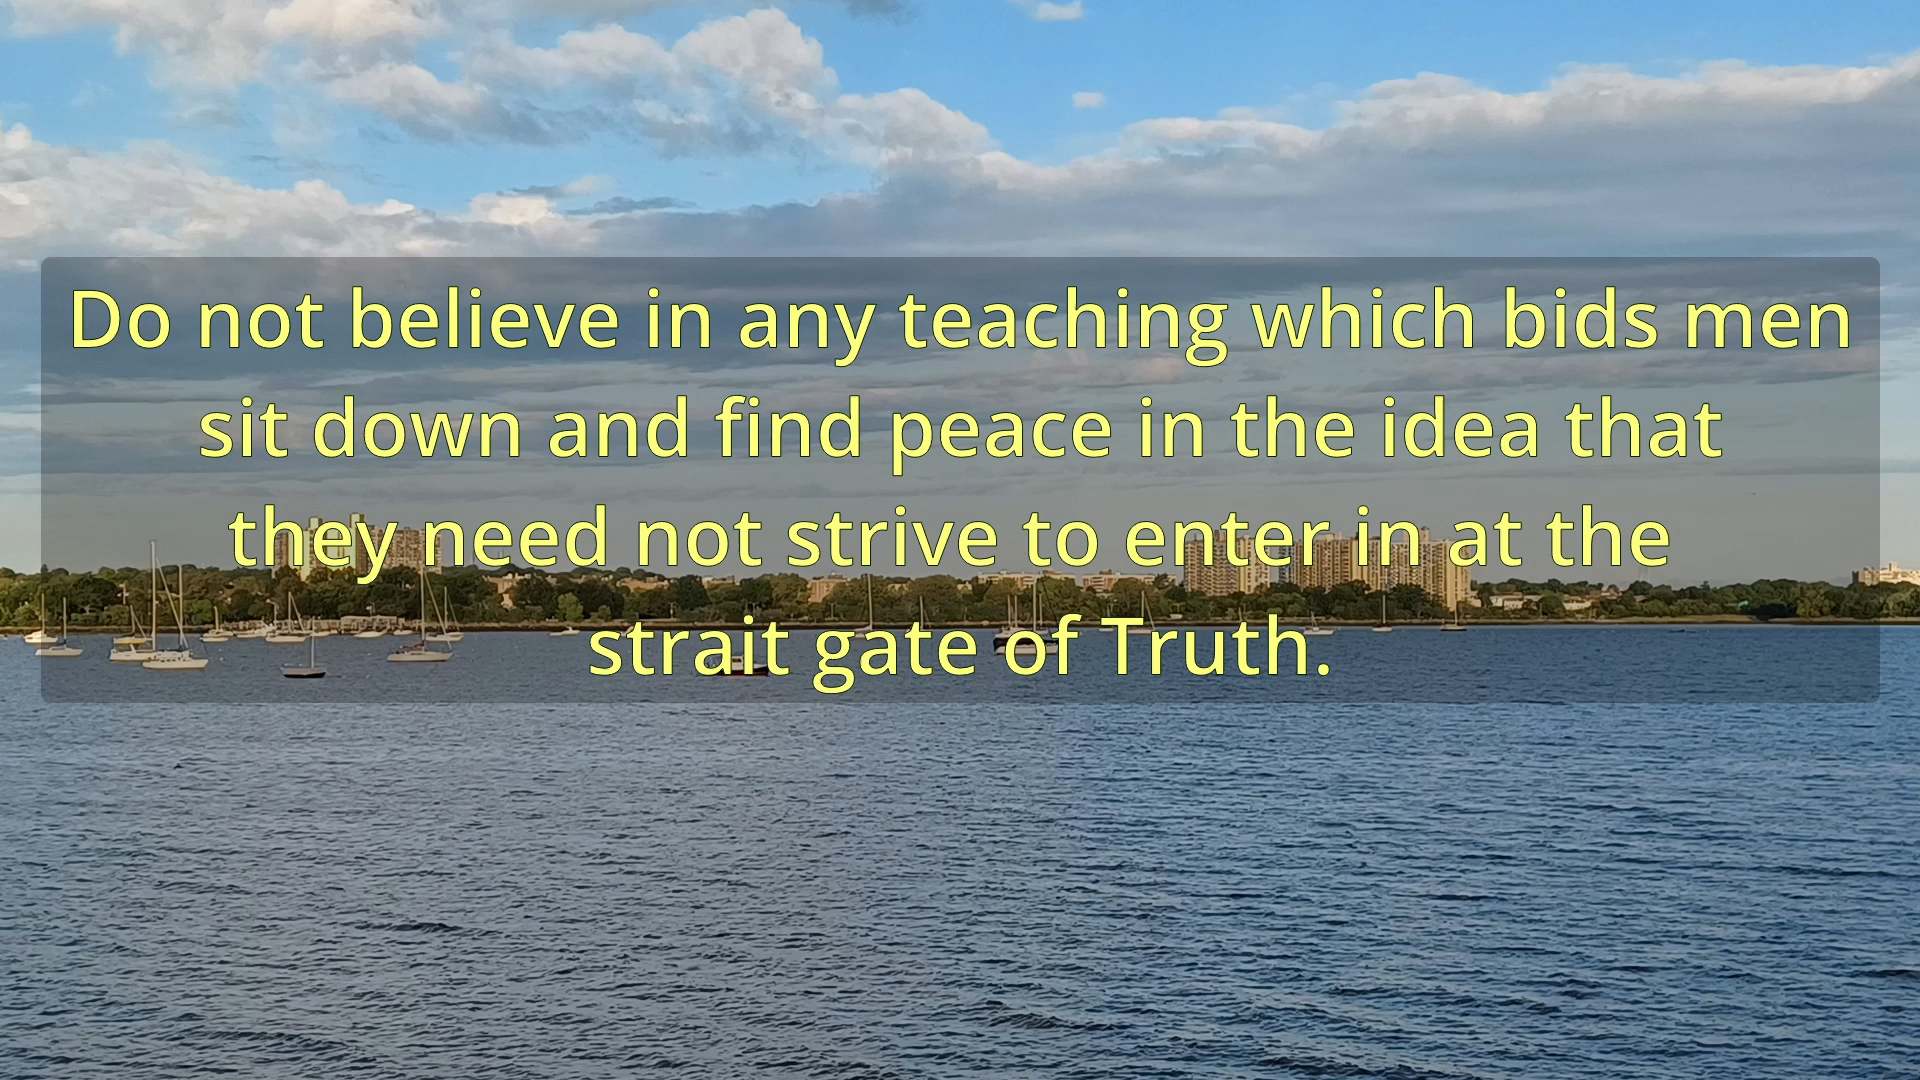 Do not believe in any teaching which bids men
sit down and find peace in the idea that
they need not strive to enter in at the
strait gate of Truth.